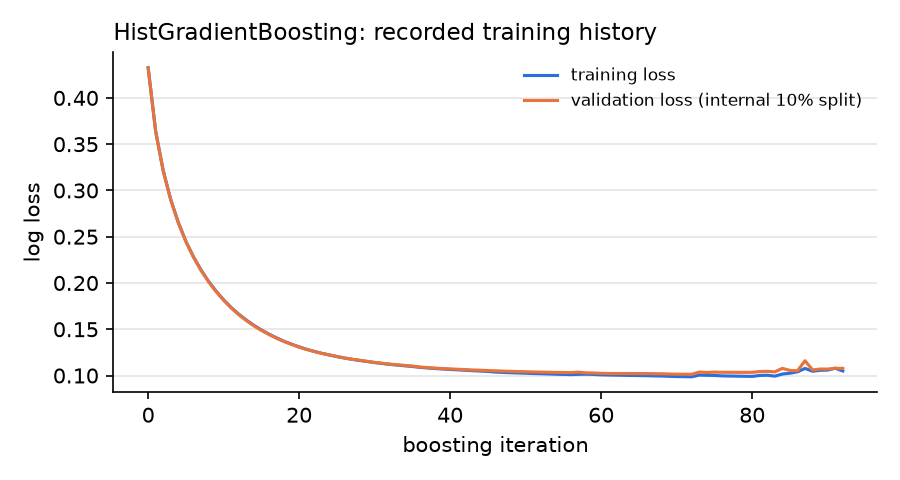 HistGradientBoosting: recorded training history
training loss
validation loss (internal 10% split)
0.40
0.35
0.30
0.25
0.20
0.15
0.10
log loss
0 20 40 60 80
boosting iteration